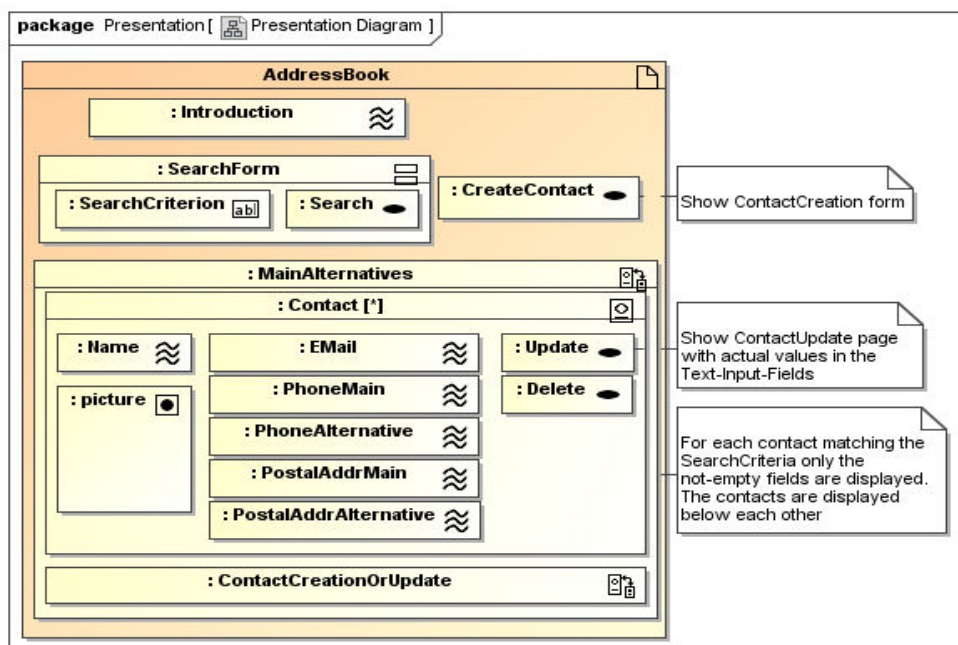 package Presentation [ Presentation Diagram ]
AddressBook
: Introduction
: SearchForm
: SearchCriterion
ab
: Search
: CreateContact
Show ContactCreation form
: MainAlternatives
: Contact [*]
: Name
: EMail
: Update
Show ContactUpdate page
with actual values in the
Text-Input-Fields
: picture
: PhoneMain
: Delete
: PhoneAlternative
: PostalAddrMain
: PostalAddrAlternative
For each contact matching the
SearchCriteria only the
not-empty fields are displayed.
The contacts are displayed
below each other
: ContactCreationOrUpdate